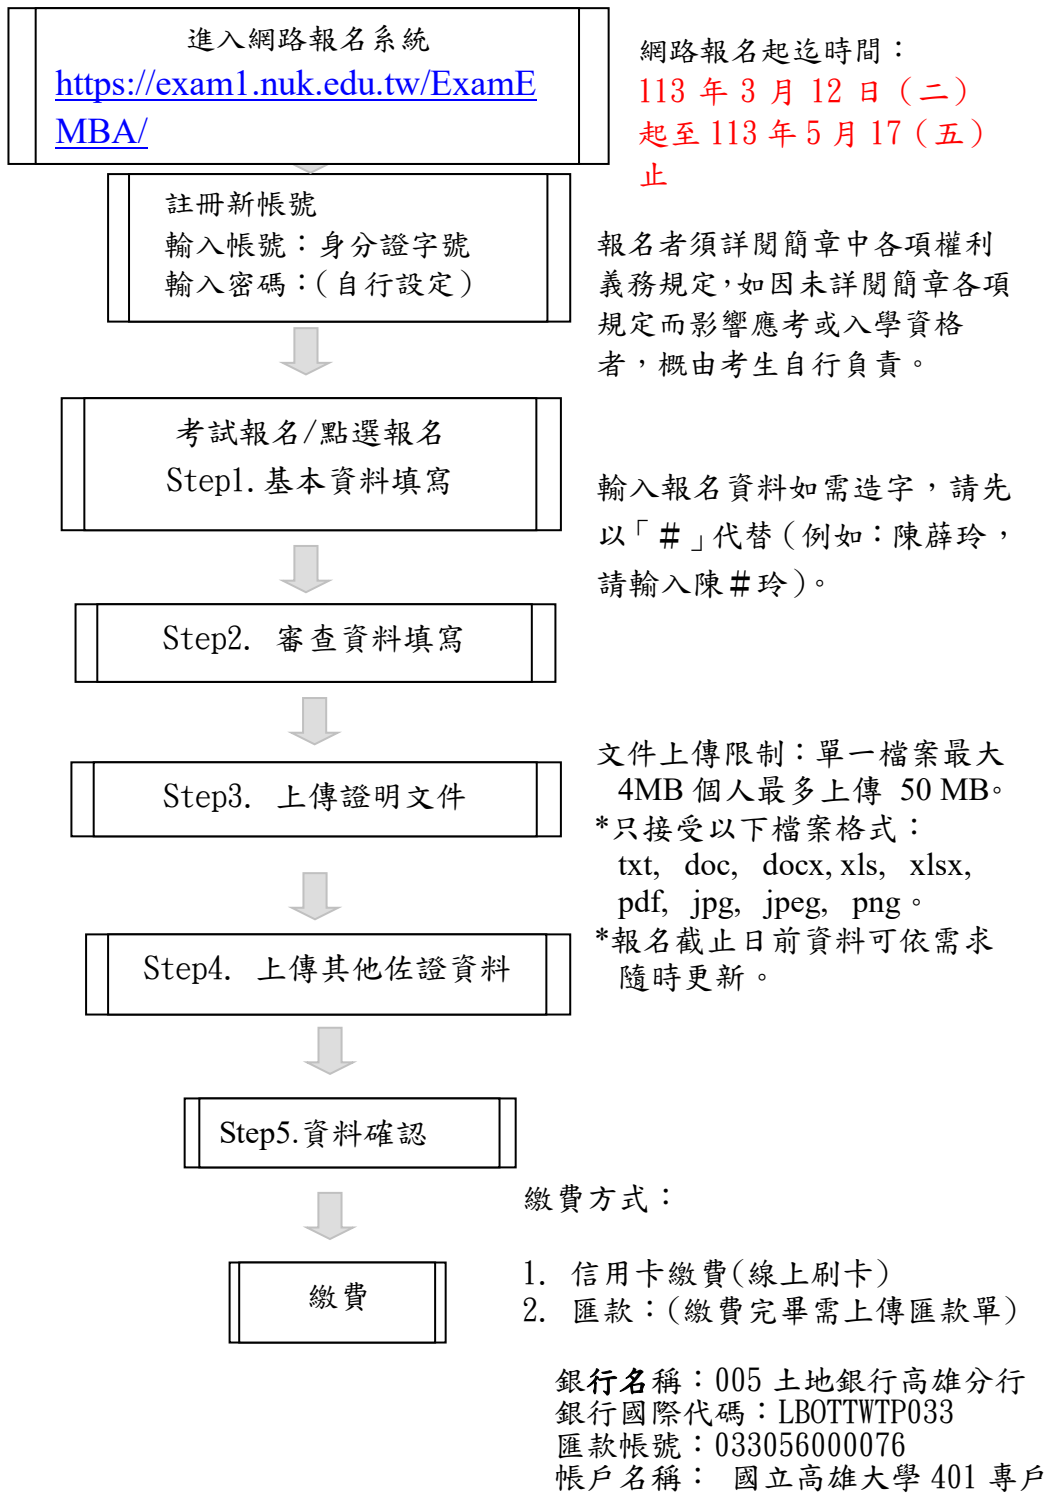 進入網路報名系統
https://exam1.nuk.edu.tw/ExamE
MBA/
網路報名起迄時間：
113 年 3 月 12 日（二）
起至 113 年 5 月 17（五）
止
註冊新帳號
輸入帳號：身分證字號
輸入密碼：（自行設定）
報名者須詳閱簡章中各項權利
義務規定，如因未詳閱簡章各項
規定而影響應考或入學資格
者，概由考生自行負責。
考試報名/點選報名
Step1.基本資料填寫
輸入報名資料如需造字，請先
以「＃」代替（例如：陳薜玲，
請輸入陳＃玲）。
Step2. 審查資料填寫
Step3. 上傳證明文件
文件上傳限制：單一檔案最大
4MB 個人最多上傳 50 MB。
*只接受以下檔案格式：
txt, doc, docx, xls, xlsx,
pdf, jpg, jpeg, png。
*報名截止日前資料可依需求
隨時更新。
Step4. 上傳其他佐證資料
Step5.資料確認
繳費
繳費方式：
1. 信用卡繳費(線上刷卡)
2. 匯款：(繳費完畢需上傳匯款單)
銀行名稱：005 土地銀行高雄分行
銀行國際代碼：LBOTTWTP033
匯款帳號：033056000076
帳戶名稱： 國立高雄大學 401 專戶